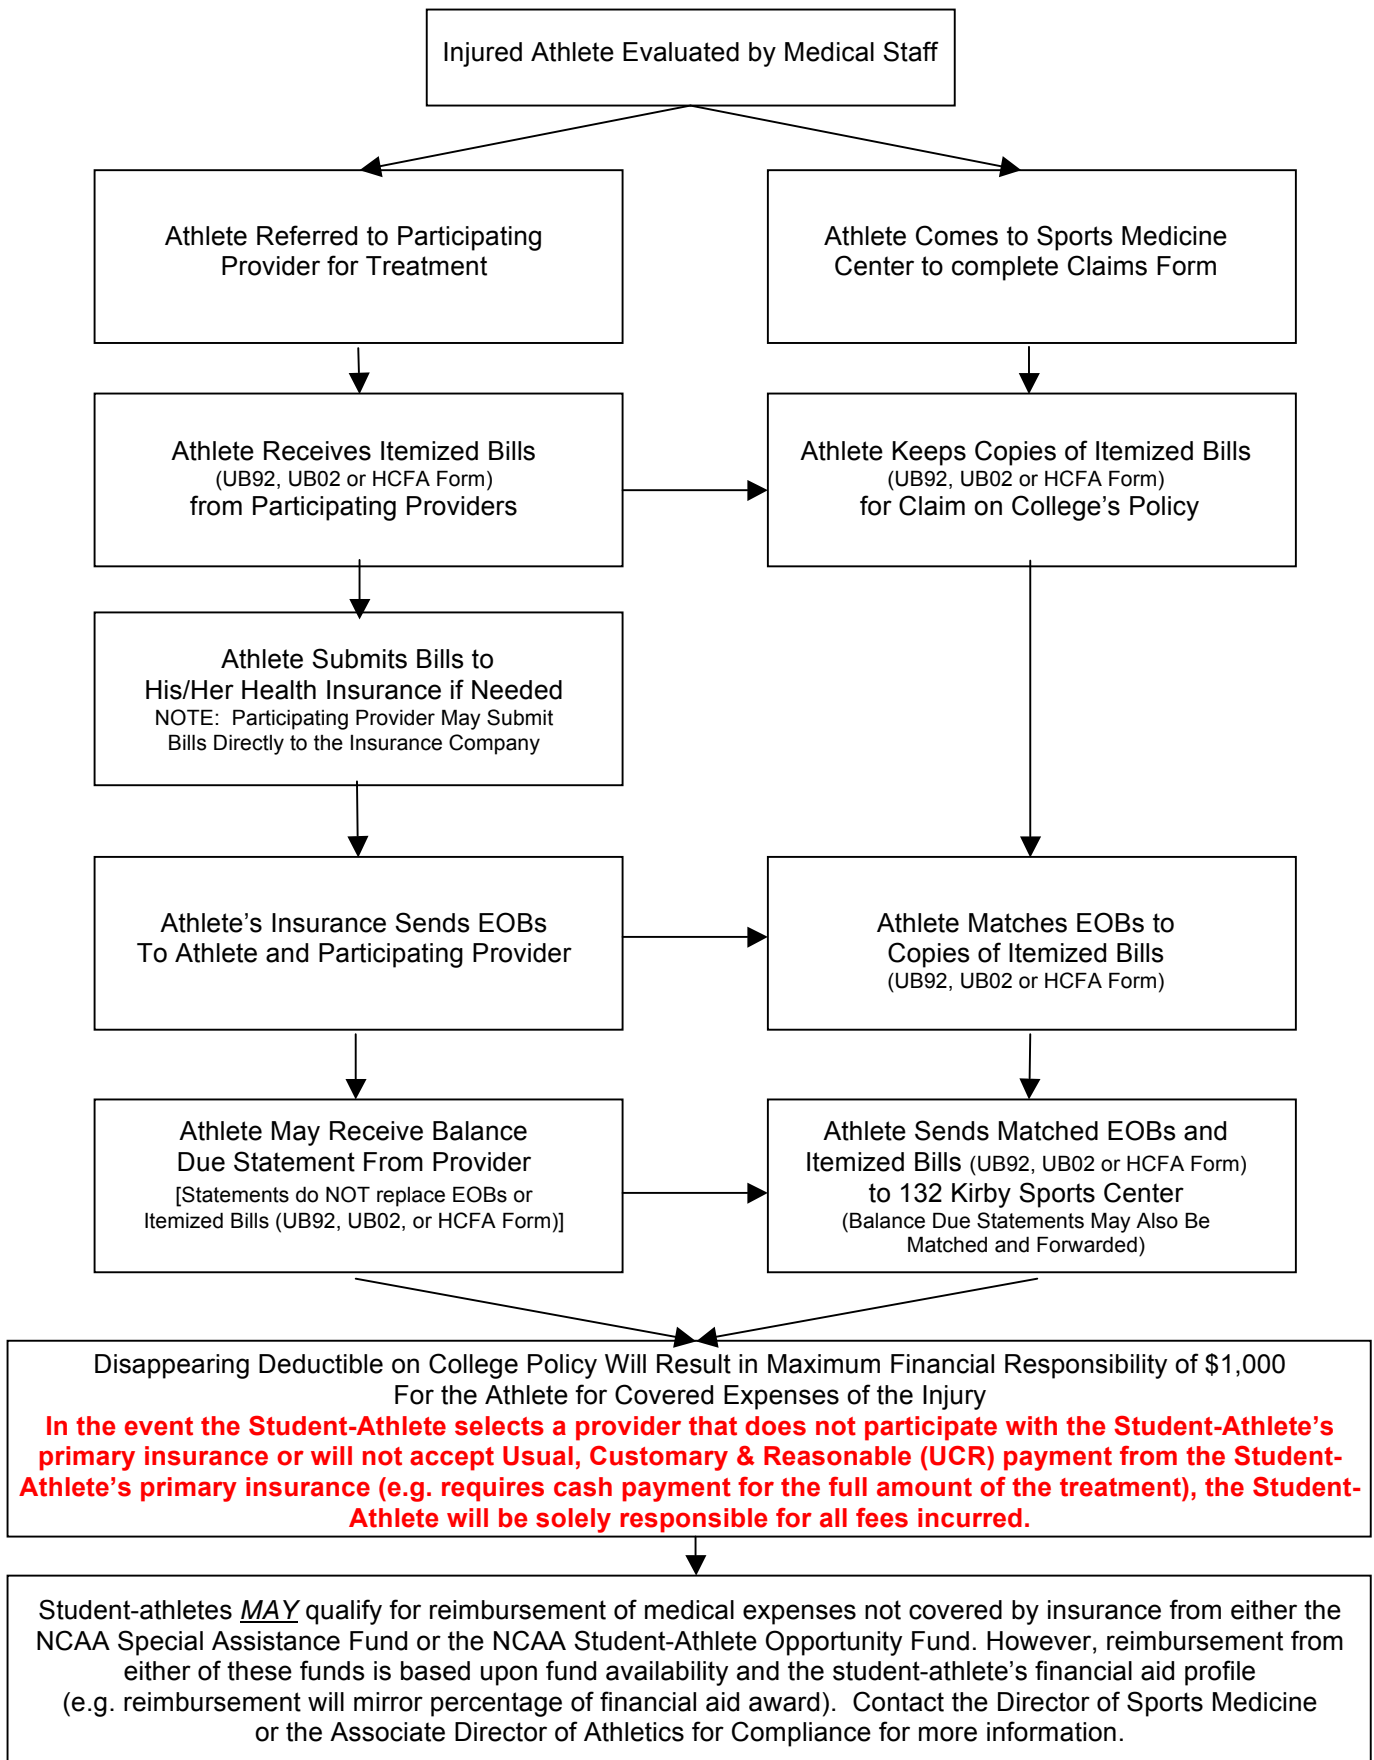 Injured Athlete Evaluated by Medical Staff
Athlete Referred to Participating
Provider for Treatment
Athlete Comes to Sports Medicine
Center to complete Claims Form
Athlete Receives Itemized Bills
(UB92, UB02 or HCFA Form)
from Participating Providers
Athlete Keeps Copies of Itemized Bills
(UB92, UB02 or HCFA Form)
for Claim on College’s Policy
Athlete Submits Bills to
His/Her Health Insurance if Needed
NOTE: Participating Provider May Submit
Bills Directly to the Insurance Company
Athlete’s Insurance Sends EOBs
To Athlete and Participating Provider
Athlete Matches EOBs to
Copies of Itemized Bills
(UB92, UB02 or HCFA Form)
Athlete May Receive Balance
Due Statement From Provider
[Statements do NOT replace EOBs or
Itemized Bills (UB92, UB02, or HCFA Form)]
Athlete Sends Matched EOBs and
Itemized Bills (UB92, UB02 or HCFA Form)
to 132 Kirby Sports Center
(Balance Due Statements May Also Be
Matched and Forwarded)
Disappearing Deductible on College Policy Will Result in Maximum Financial Responsibility of $1,000
For the Athlete for Covered Expenses of the Injury
In the event the Student-Athlete selects a provider that does not participate with the Student-Athlete’s
primary insurance or will not accept Usual, Customary & Reasonable (UCR) payment from the Student-
Athlete’s primary insurance (e.g. requires cash payment for the full amount of the treatment), the Student-
Athlete will be solely responsible for all fees incurred.
Student-athletes MAY qualify for reimbursement of medical expenses not covered by insurance from either the
NCAA Special Assistance Fund or the NCAA Student-Athlete Opportunity Fund. However, reimbursement from
either of these funds is based upon fund availability and the student-athlete’s financial aid profile
(e.g. reimbursement will mirror percentage of financial aid award). Contact the Director of Sports Medicine
or the Associate Director of Athletics for Compliance for more information.